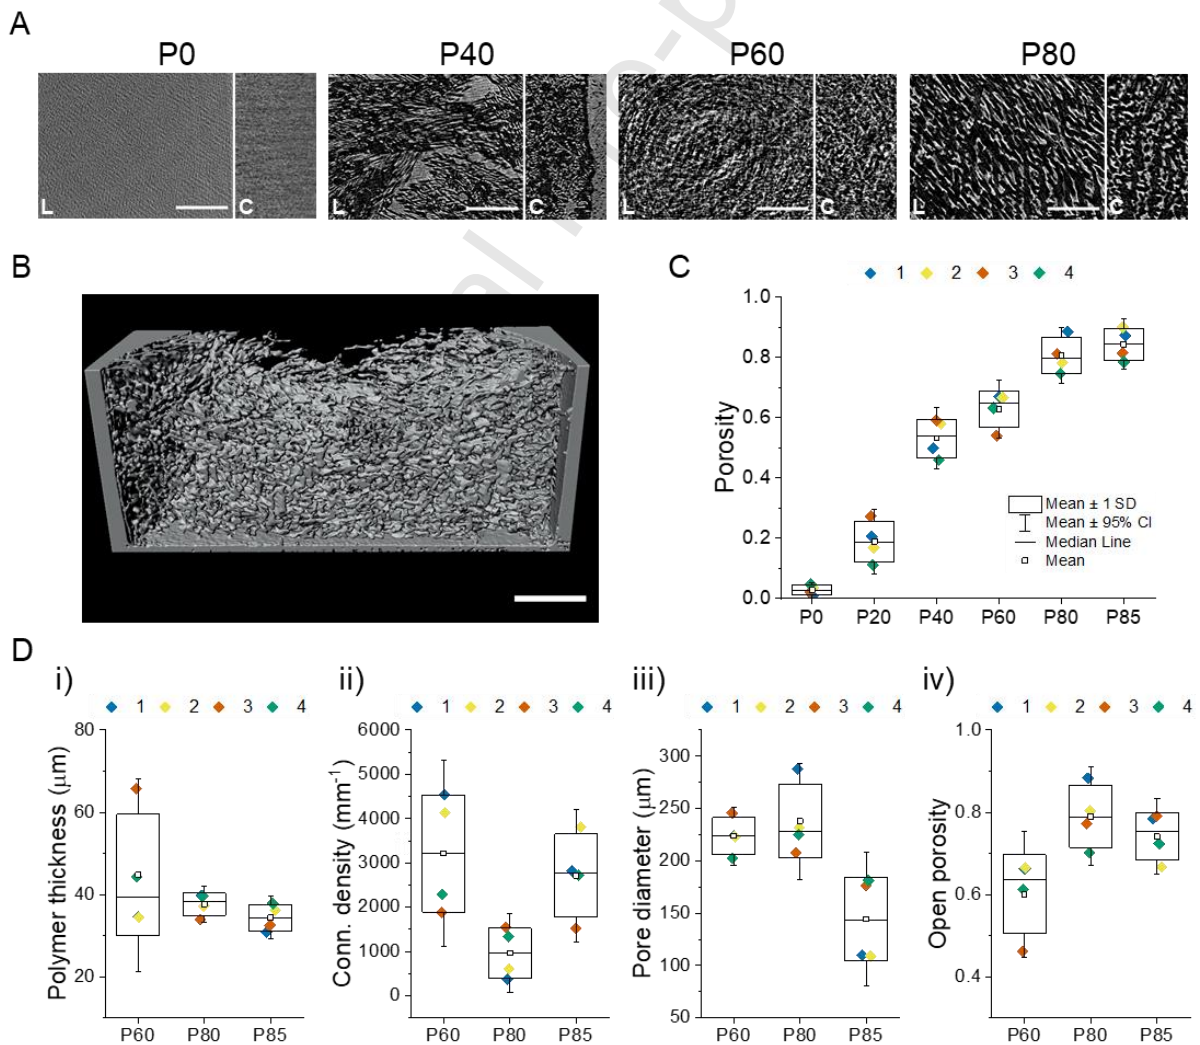 A
P0
P40
P60
P80
L
C
L
C
L
C
L
C
B
C
1 2 3 4
1.0
0.8
0.6
0.4
0.2
0.0
Porosity
Mean ± 1 SD
Mean ± 95% CI
Median Line
Mean
P0 P20 P40 P60 P80 P85
D
i)
1 2 3 4
80
60
40
20
Polymer thickness (μm)
P60 P80 P85
ii)
1 2 3 4
6000
5000
4000
3000
2000
1000
0
Conn. density (mm⁻¹)
P60 P80 P85
iii)
1 2 3 4
300
250
200
150
100
50
Pore diameter (μm)
P60 P80 P85
iv)
1 2 3 4
1.0
0.8
0.6
0.4
Open porosity
P60 P80 P85